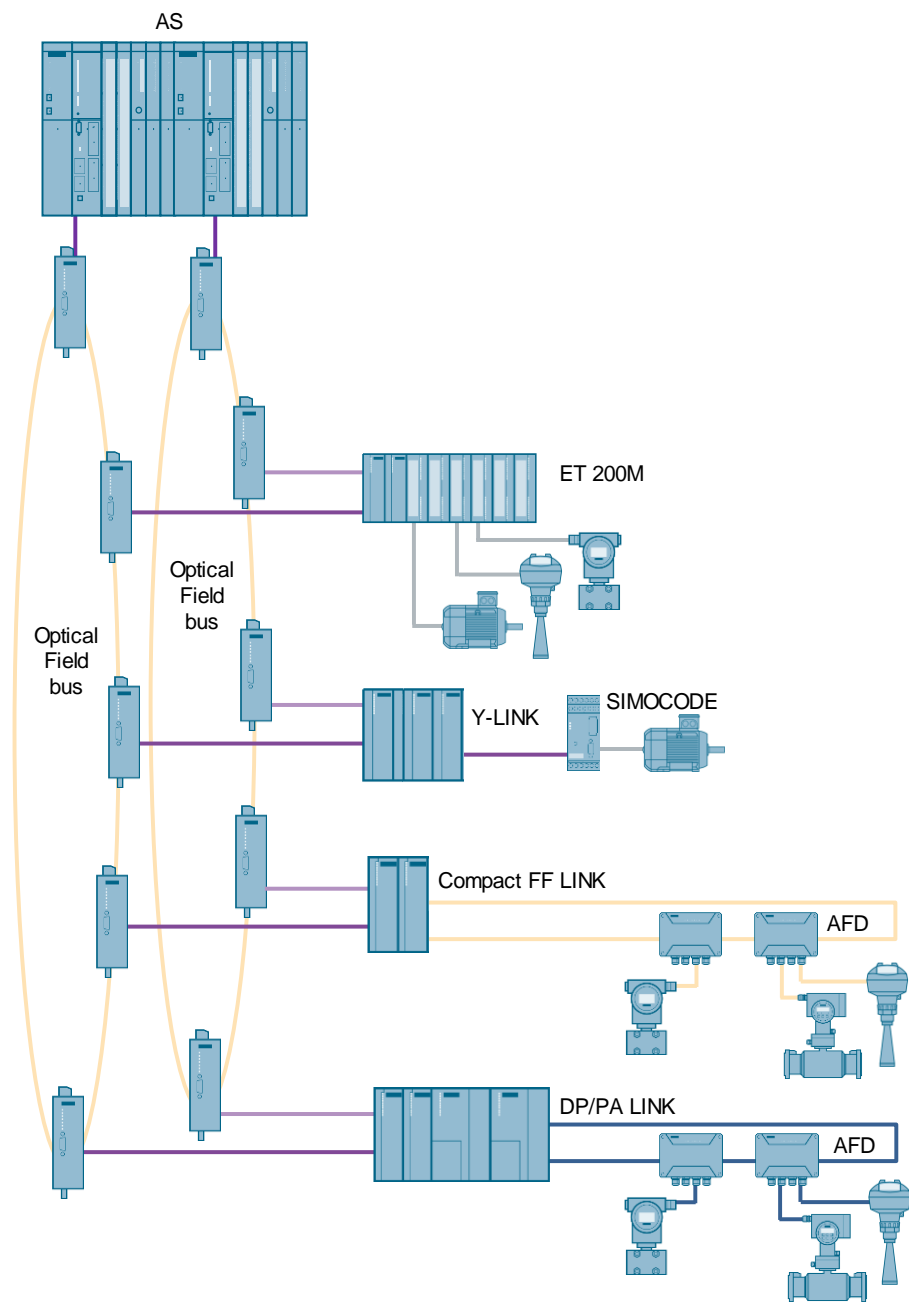 AS
ET 200M
Optical
Field
bus
Optical
Field
bus
SIMOCODE
Y-LINK
Compact FF LINK
AFD
DP/PA LINK
AFD